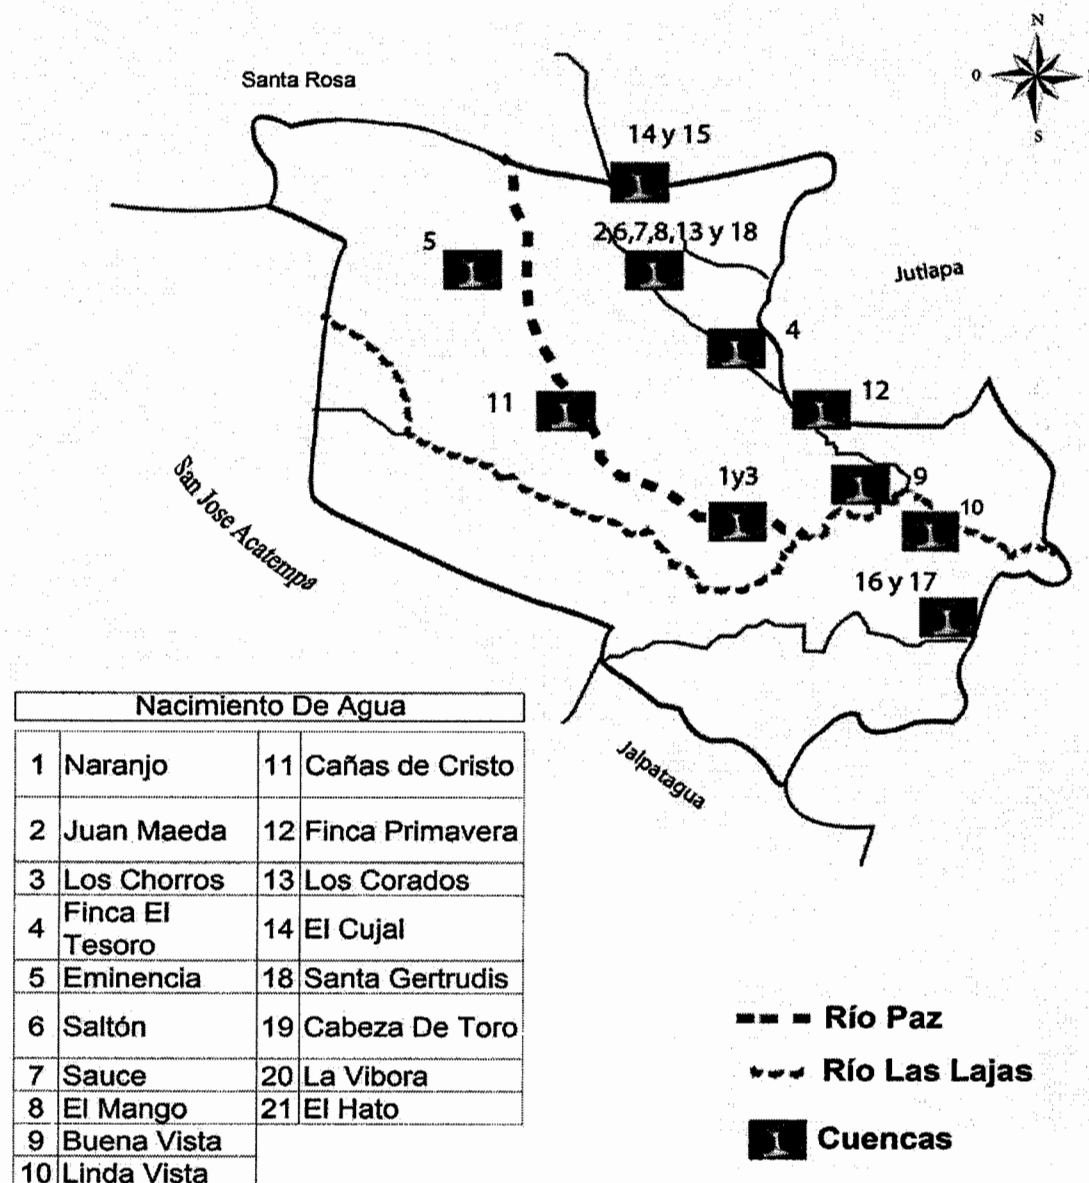 N
O
S
Santa Rosa
14 y 15
5
2,6,7,8,13 y 18
Jutiapa
4
12
11
San Jose Acatempa
1y3
9
10
16 y 17
Jalpatagua
Nacimiento De Agua
1 Naranjo 11 Cañas de Cristo
2 Juan Maeda 12 Finca Primavera
3 Los Chorros 13 Los Corados
4 Finca El Tesoro 14 El Cujal
5 Eminencia 18 Santa Gertrudis
6 Saltón 19 Cabeza De Toro
7 Sauce 20 La Vibora
8 El Mango 21 El Hato
9 Buena Vista
10 Linda Vista
Río Paz
Río Las Lajas
Cuencas